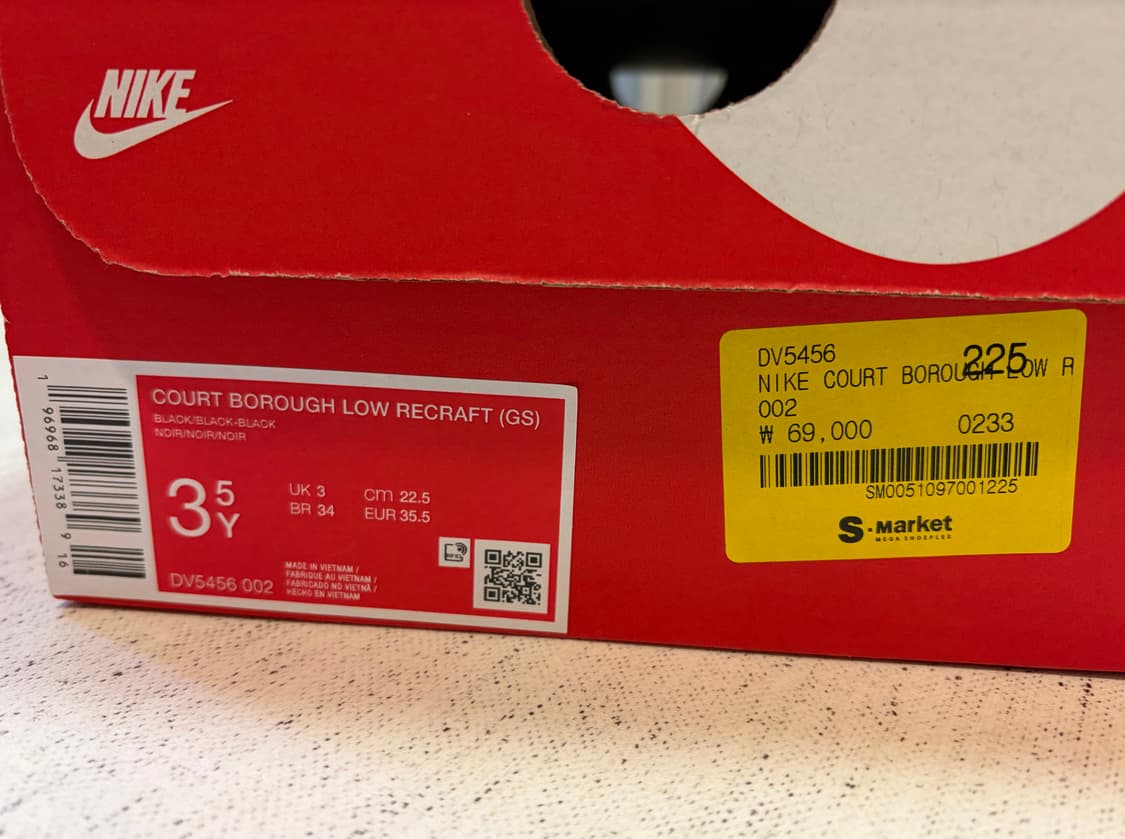 NIKE
1 96968 17338 9 16
COURT BOROUGH LOW RECRAFT (GS)
BLACK/BLACK-BLACK
NOIR/NOIR/NOIR
3 5 Y
UK 3 cm 22.5
BR 34 EUR 35.5
DV5456 002
MADE IN VIETNAM /
FABRIQUE AU VIETNAM /
FABRICADO NO VIETNÃ /
HECHO EN VIETNAM
DV5456 225
NIKE COURT BOROUGH LOW R
002
₩ 69,000 0233
SM0051097001225
S·Market
MEGA SHOEPLEX